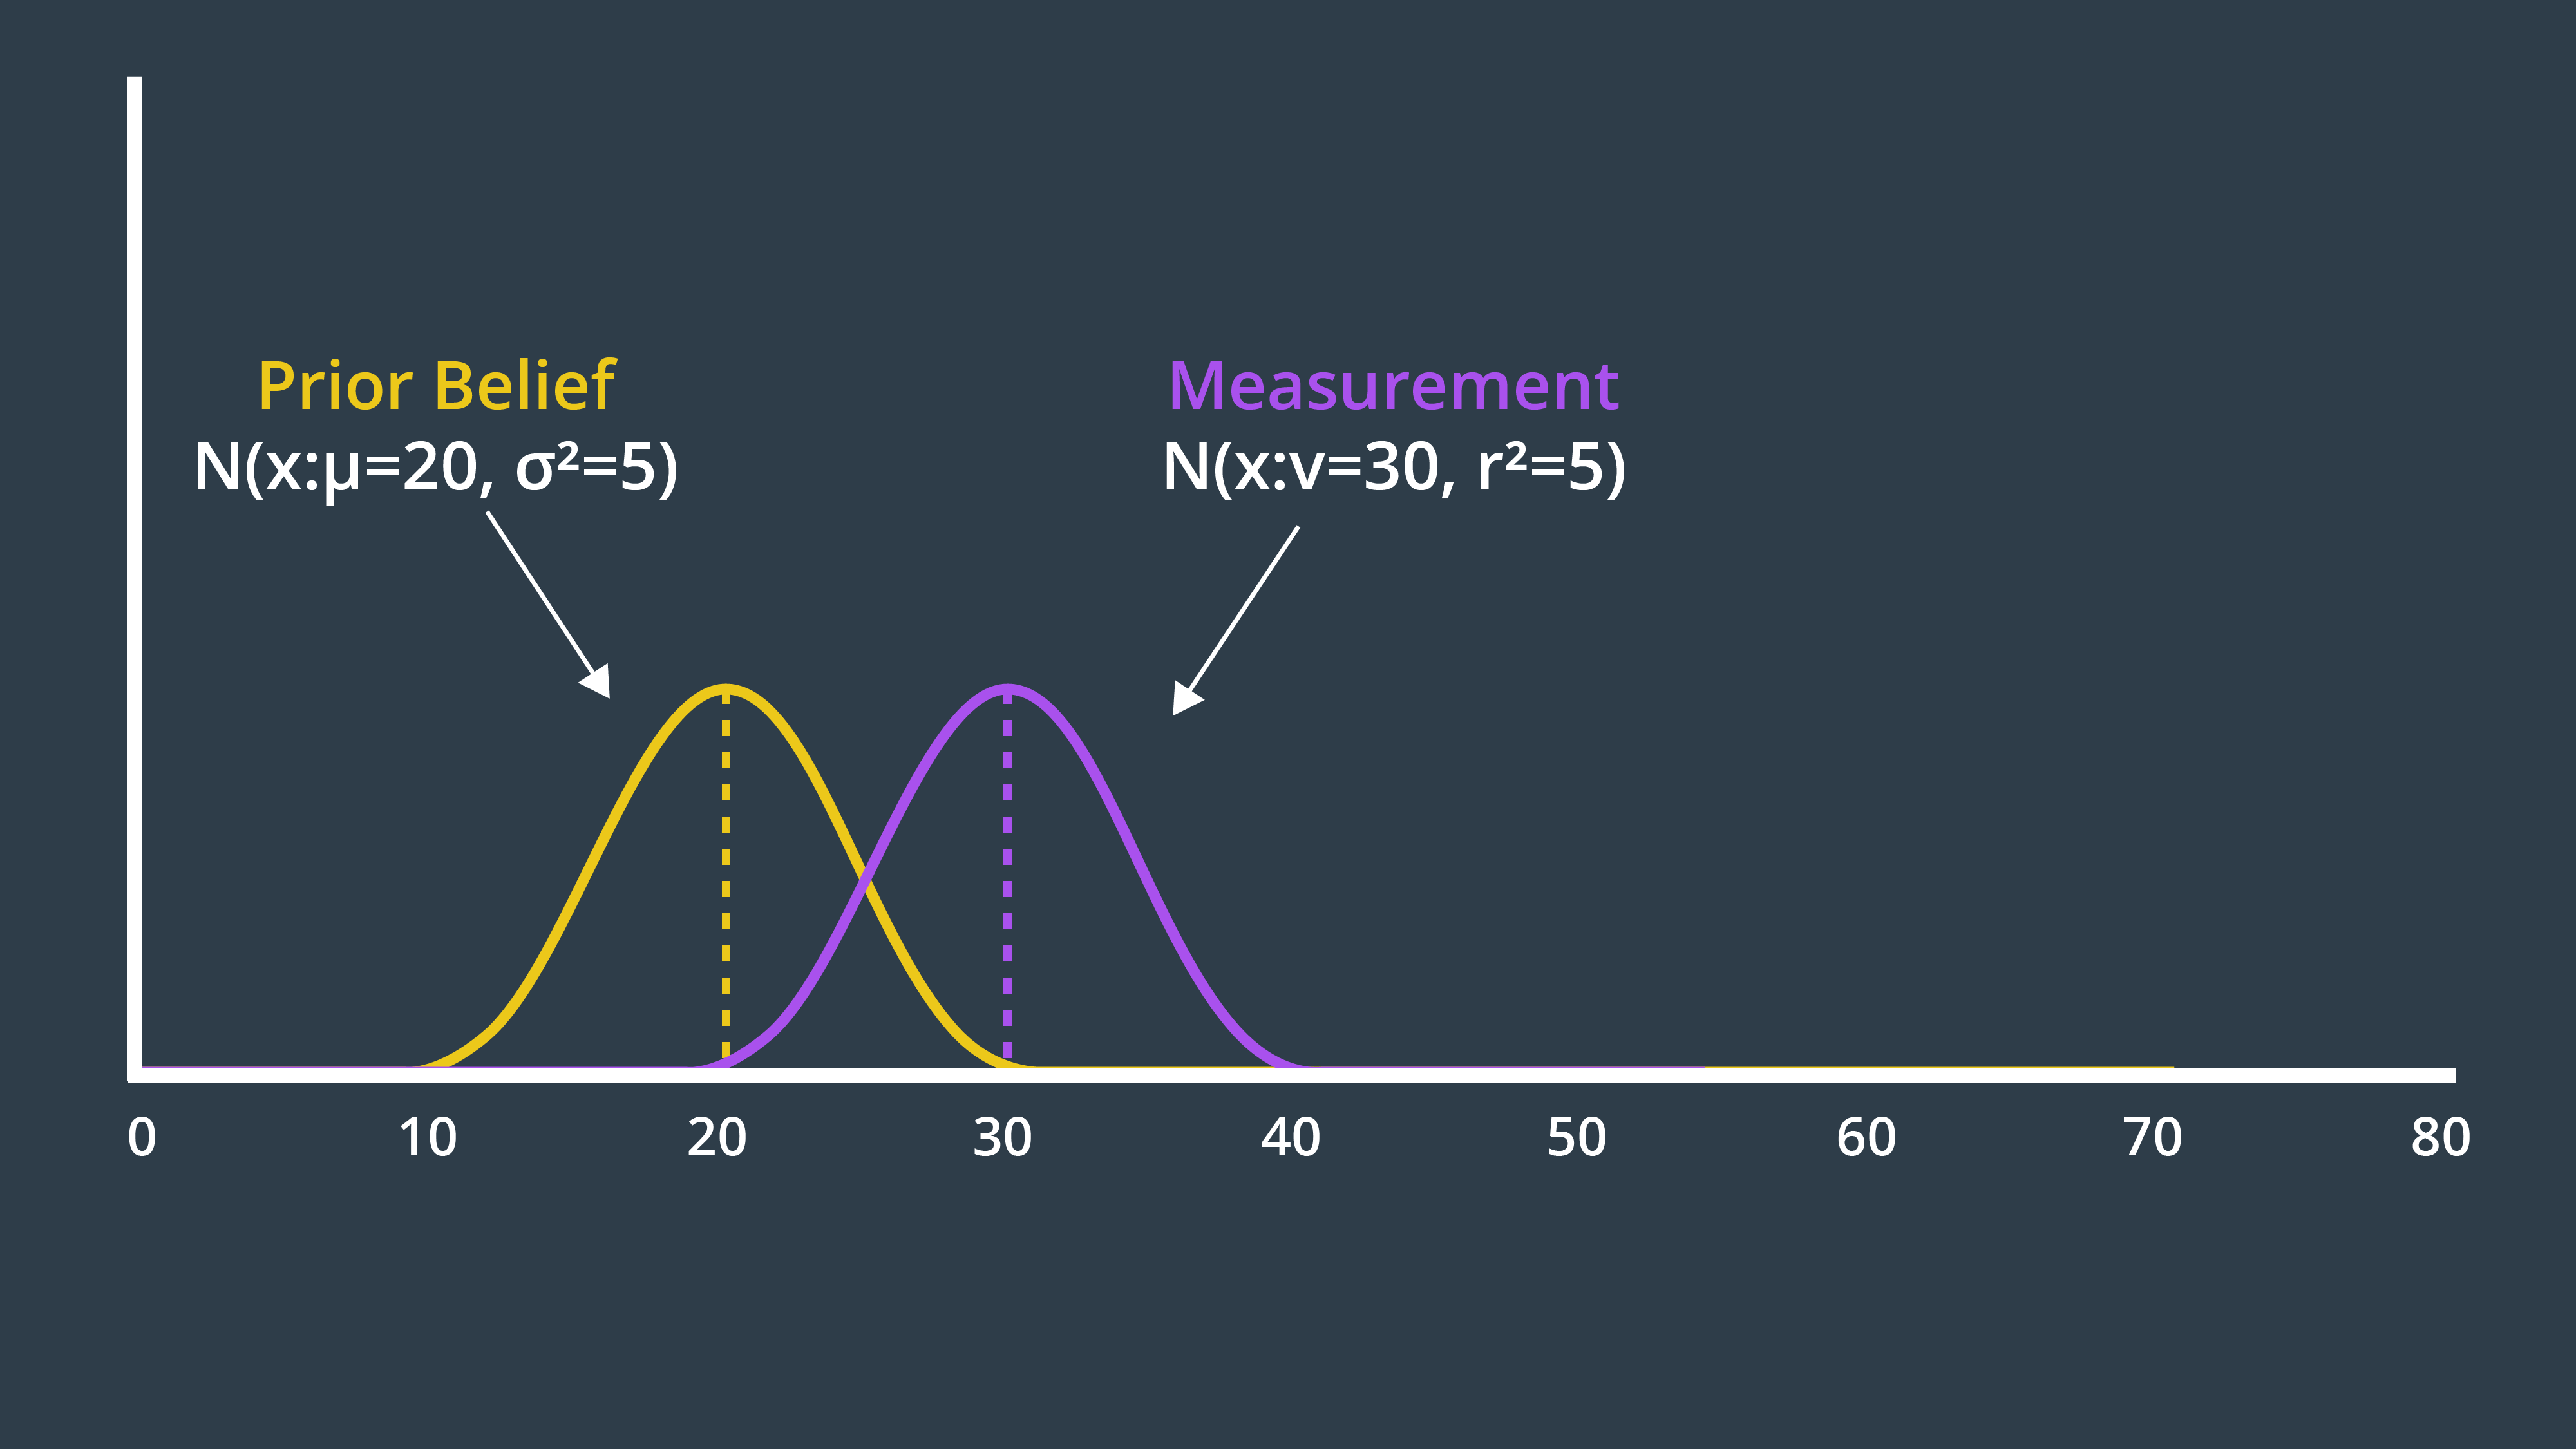 Prior Belief
N(x:μ=20, σ²=5)
Measurement
N(x:v=30, r²=5)
0 10 20 30 40 50 60 70 80